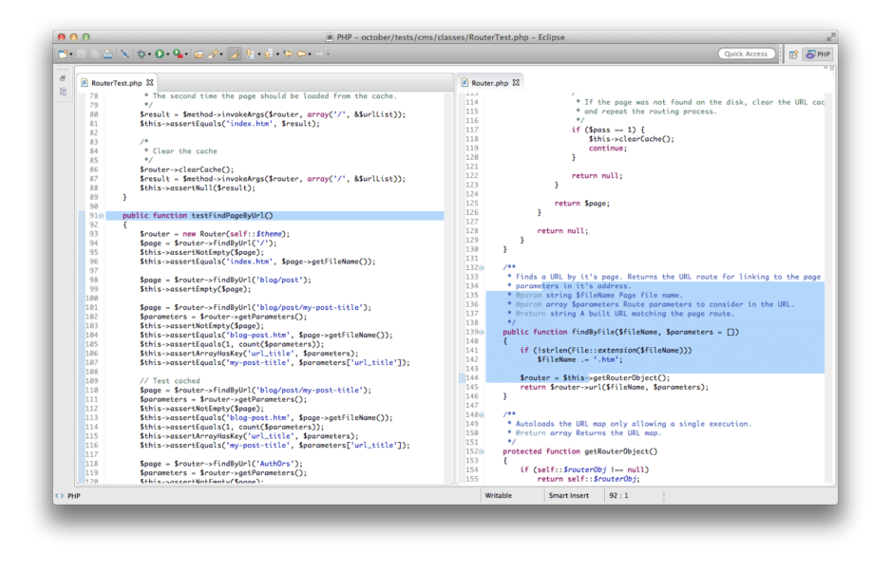 PHP – october/tests/cms/classes/RouterTest.php – Eclipse
Quick Access
PHP
RouterTest.php
78 * The second time the page should be loaded from the cache.
79 */
80 $result = $method->invokeArgs($router, array('/', &$urlList));
81 $this->assertEquals('index.htm', $result);
82
83 /*
84 * Clear the cache
85 */
86 $router->clearCache();
87 $result = $method->invokeArgs($router, array('/', &$urlList));
88 $this->assertNull($result);
89 }
90
91 public function testFindPageByUrl()
92 {
93 $router = new Router(self::$theme);
94 $page = $router->findByUrl('/');
95 $this->assertNotEmpty($page);
96 $this->assertEquals('index.htm', $page->getFileName());
97
98 $page = $router->findByUrl('blog/post');
99 $this->assertEmpty($page);
100
101 $page = $router->findByUrl('blog/post/my-post-title');
102 $parameters = $router->getParameters();
103 $this->assertNotEmpty($page);
104 $this->assertEquals('blog-post.htm', $page->getFileName());
105 $this->assertEquals(1, count($parameters));
106 $this->assertArrayHasKey('url_title', $parameters);
107 $this->assertEquals('my-post-title', $parameters['url_title']);
108
109 // Test cached
110 $page = $router->findByUrl('blog/post/my-post-title');
111 $parameters = $router->getParameters();
112 $this->assertNotEmpty($page);
113 $this->assertEquals('blog-post.htm', $page->getFileName());
114 $this->assertEquals(1, count($parameters));
115 $this->assertArrayHasKey('url_title', $parameters);
116 $this->assertEquals('my-post-title', $parameters['url_title']);
117
118 $page = $router->findByUrl('AuthOrs');
119 $parameters = $router->getParameters();
120 $this->assertNotEmpty($page);
Router.php
113 /*
114 * If the page was not found on the disk, clear the URL cac
115 * and repeat the routing process.
116 */
117 if ($pass == 1) {
118 $this->clearCache();
119 continue;
120 }
121
122 return null;
123 }
124
125 return $page;
126 }
127
128 return null;
129 }
130 }
131
132 /**
133 * Finds a URL by it's page. Returns the URL route for linking to the page
134 * parameters in it's address.
135 * @param string $fileName Page file name.
136 * @param array $parameters Route parameters to consider in the URL.
137 * @return string A built URL matching the page route.
138 */
139 public function findByFile($fileName, $parameters = [])
140 {
141 if (!strlen(File::extension($fileName)))
142 $fileName .= '.htm';
143
144 $router = $this->getRouterObject();
145 return $router->url($fileName, $parameters);
146 }
147
148 /**
149 * Autoloads the URL map only allowing a single execution.
150 * @return array Returns the URL map.
151 */
152 protected function getRouterObject()
153 {
154 if (self::$routerObj !== null)
155 return self::$routerObj;
PHP
Writable
Smart Insert
92 : 1